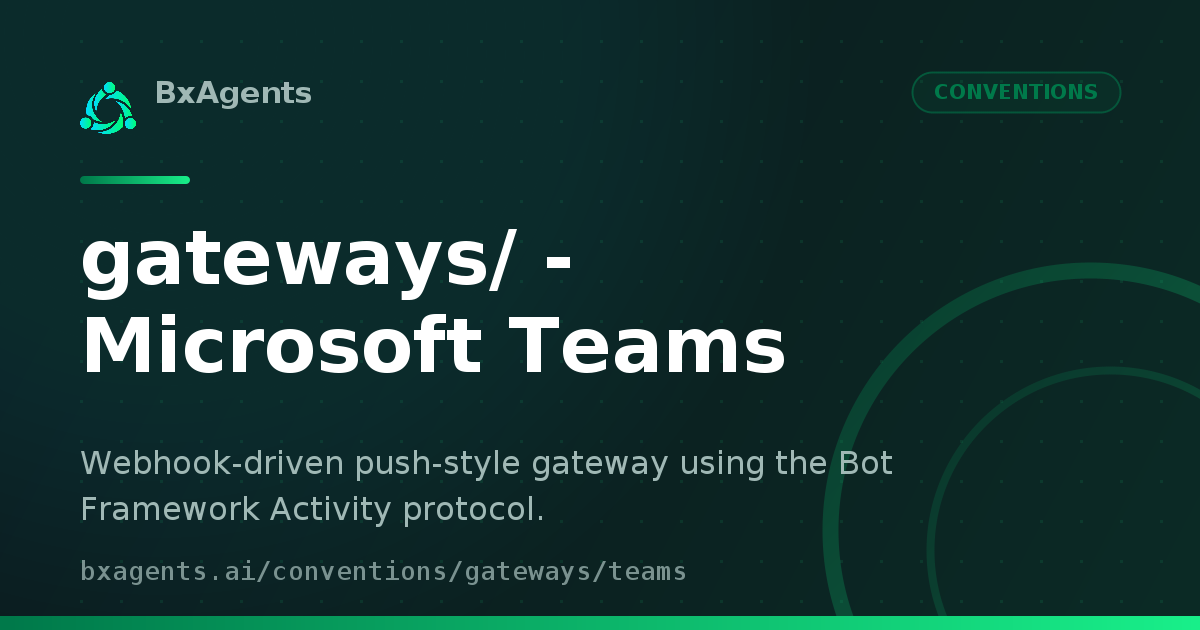 BxAgents
CONVENTIONS
gateways/ -
Microsoft Teams
Webhook-driven push-style gateway using the Bot
Framework Activity protocol.
bxagents.ai/conventions/gateways/teams